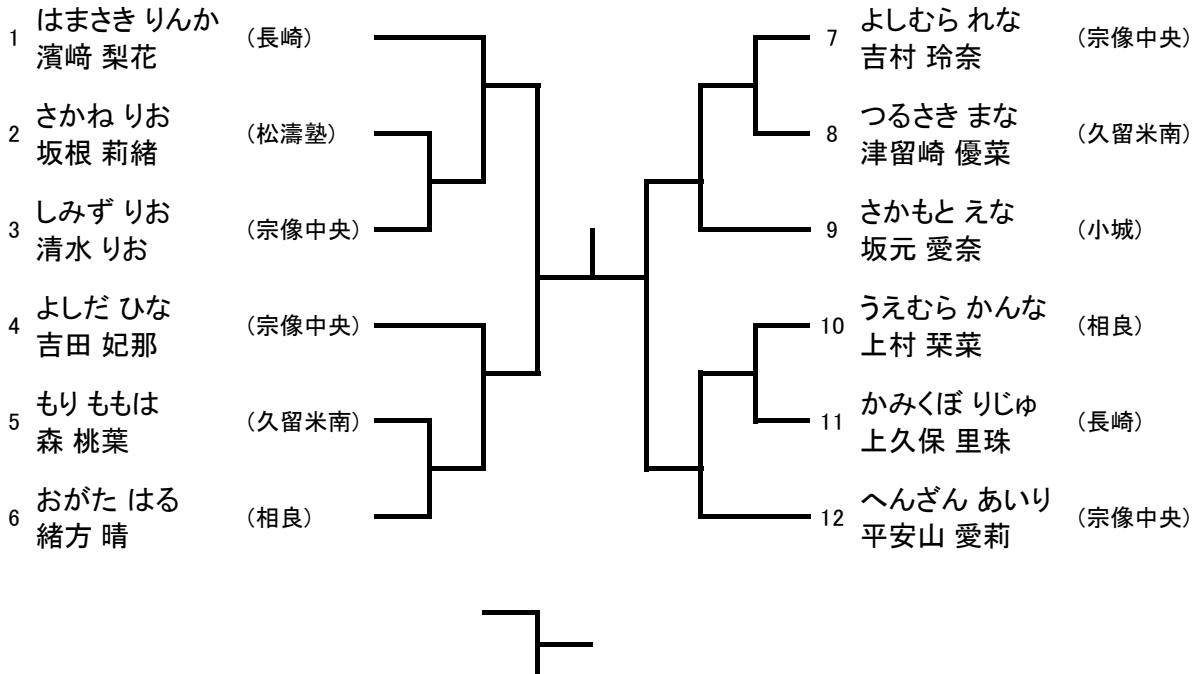 はまさき りんか
1 濱﨑 梨花 (長崎)
さかね りお
2 坂根 莉緒 (松濤塾)
しみず りお
3 清水 りお (宗像中央)
よしだ ひな
4 吉田 妃那 (宗像中央)
もり ももは
5 森 桃葉 (久留米南)
おがた はる
6 緒方 晴 (相良)
よしむら れな
7 吉村 玲奈 (宗像中央)
つるさき まな
8 津留崎 優菜 (久留米南)
さかもと えな
9 坂元 愛奈 (小城)
うえむら かんな
10 上村 栞菜 (相良)
かみくぼ りじゅ
11 上久保 里珠 (長崎)
へんざん あいり
12 平安山 愛莉 (宗像中央)